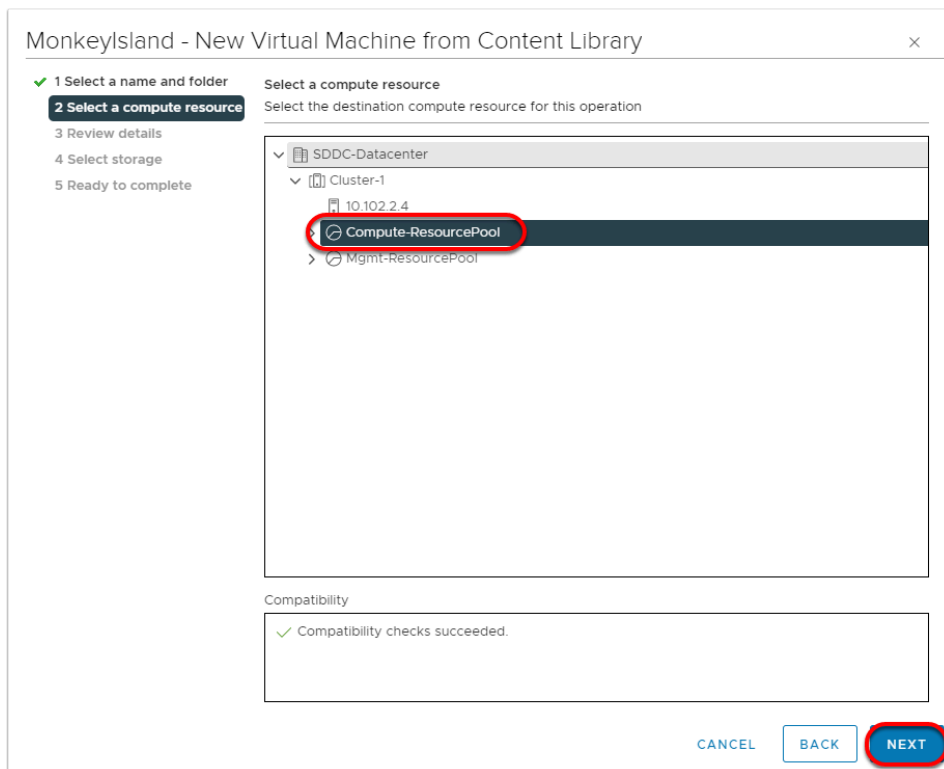 MonkeyIsland - New Virtual Machine from Content Library
1 Select a name and folder
2 Select a compute resource
3 Review details
4 Select storage
5 Ready to complete
Select a compute resource
Select the destination compute resource for this operation
SDDC-Datacenter
Cluster-1
10.102.2.4
Compute-ResourcePool
Mgmt-ResourcePool
Compatibility
Compatibility checks succeeded.
CANCEL BACK NEXT